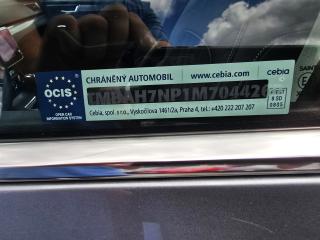 OCIS
OPEN CAR
INFORMATION SYSTEM
CHRÁNĚNÝ AUTOMOBIL www.cebia.com cebia
Cebia, spol. s r.o., Vyskočilova 1461/2a, Praha 4, tel.: +420 222 207 207
SAINT